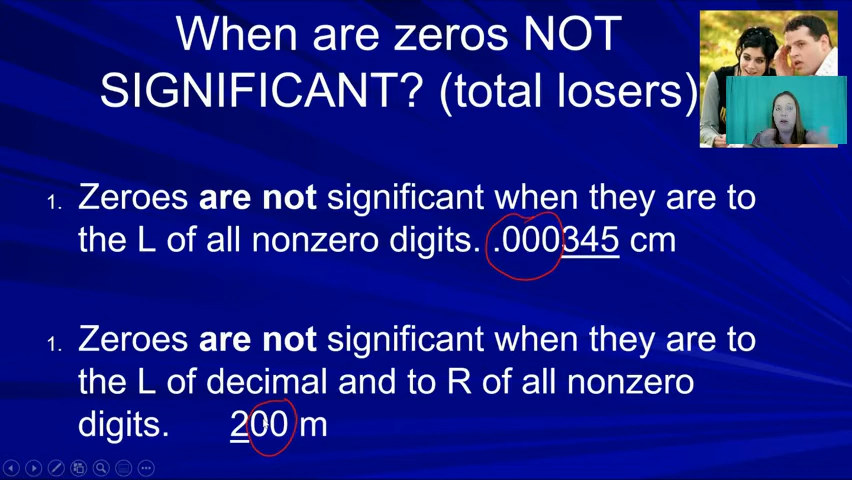 When are zeros NOT
SIGNIFICANT? (total losers)
1. Zeroes are not significant when they are to
the L of all nonzero digits. .000345 cm
1. Zeroes are not significant when they are to
the L of decimal and to R of all nonzero
digits. 200 m